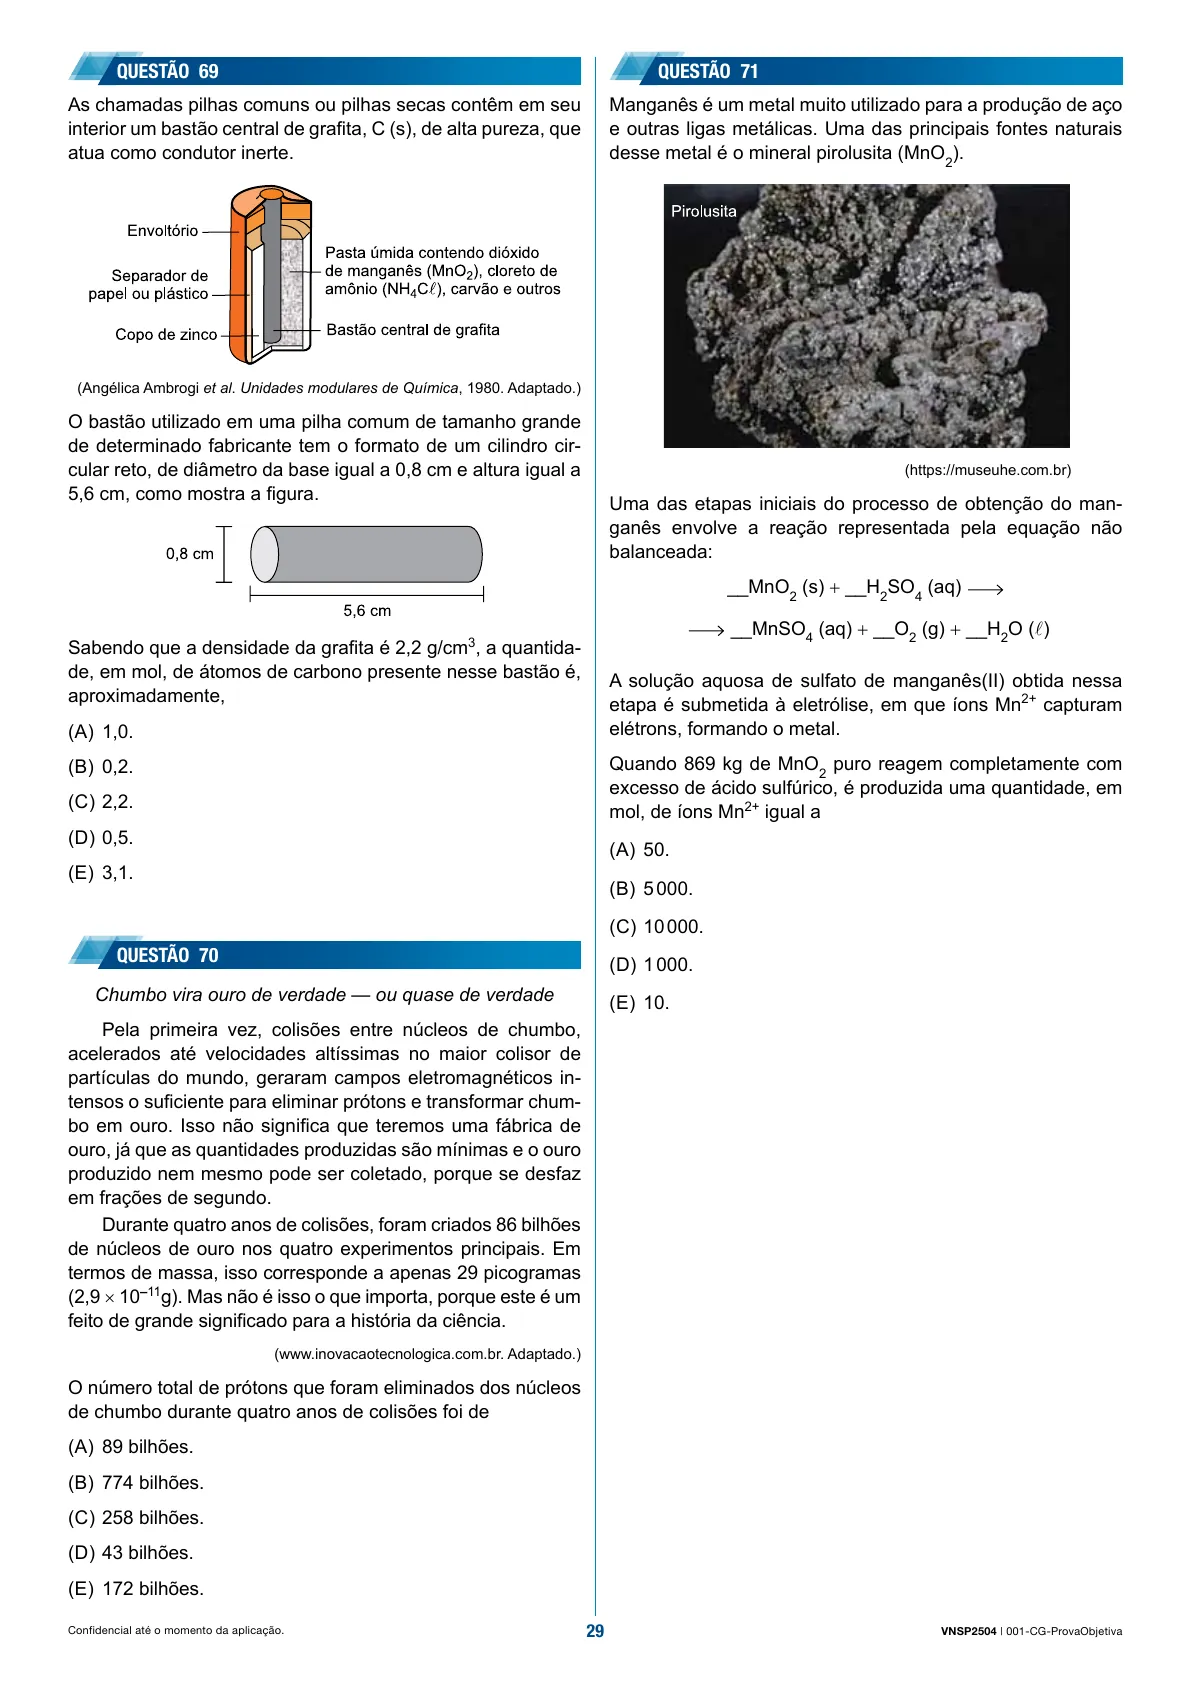 QUESTÃO 69
As chamadas pilhas comuns ou pilhas secas contêm em seu
interior um bastão central de grafita, C (s), de alta pureza, que
atua como condutor inerte.
Envoltório
Separador de
papel ou plástico
Copo de zinco
Pasta úmida contendo dióxido
de manganês (MnO₂), cloreto de
amônio (NH₄Cℓ), carvão e outros
Bastão central de grafita
(Angélica Ambrogi et al. Unidades modulares de Química, 1980. Adaptado.)
O bastão utilizado em uma pilha comum de tamanho grande
de determinado fabricante tem o formato de um cilindro cir-
cular reto, de diâmetro da base igual a 0,8 cm e altura igual a
5,6 cm, como mostra a figura.
0,8 cm
5,6 cm
Sabendo que a densidade da grafita é 2,2 g/cm³, a quantida-
de, em mol, de átomos de carbono presente nesse bastão é,
aproximadamente,
(A) 1,0.
(B) 0,2.
(C) 2,2.
(D) 0,5.
(E) 3,1.
QUESTÃO 70
Chumbo vira ouro de verdade — ou quase de verdade
Pela primeira vez, colisões entre núcleos de chumbo,
acelerados até velocidades altíssimas no maior colisor de
partículas do mundo, geraram campos eletromagnéticos in-
tensos o suficiente para eliminar prótons e transformar chum-
bo em ouro. Isso não significa que teremos uma fábrica de
ouro, já que as quantidades produzidas são mínimas e o ouro
produzido nem mesmo pode ser coletado, porque se desfaz
em frações de segundo.
Durante quatro anos de colisões, foram criados 86 bilhões
de núcleos de ouro nos quatro experimentos principais. Em
termos de massa, isso corresponde a apenas 29 picogramas
(2,9 × 10⁻¹¹g). Mas não é isso o que importa, porque este é um
feito de grande significado para a história da ciência.
(www.inovacaotecnologica.com.br. Adaptado.)
O número total de prótons que foram eliminados dos núcleos
de chumbo durante quatro anos de colisões foi de
(A) 89 bilhões.
(B) 774 bilhões.
(C) 258 bilhões.
(D) 43 bilhões.
(E) 172 bilhões.
QUESTÃO 71
Manganês é um metal muito utilizado para a produção de aço
e outras ligas metálicas. Uma das principais fontes naturais
desse metal é o mineral pirolusita (MnO₂).
Pirolusita
(https://museuhe.com.br)
Uma das etapas iniciais do processo de obtenção do man-
ganês envolve a reação representada pela equação não
balanceada:
__MnO₂ (s) + __H₂SO₄ (aq) ⟶
⟶ __MnSO₄ (aq) + __O₂ (g) + __H₂O (ℓ)
A solução aquosa de sulfato de manganês(II) obtida nessa
etapa é submetida à eletrólise, em que íons Mn²⁺ capturam
elétrons, formando o metal.
Quando 869 kg de MnO₂ puro reagem completamente com
excesso de ácido sulfúrico, é produzida uma quantidade, em
mol, de íons Mn²⁺ igual a
(A) 50.
(B) 5 000.
(C) 10 000.
(D) 1 000.
(E) 10.
Confidencial até o momento da aplicação.
29
VNSP2504 | 001-CG-ProvaObjetiva